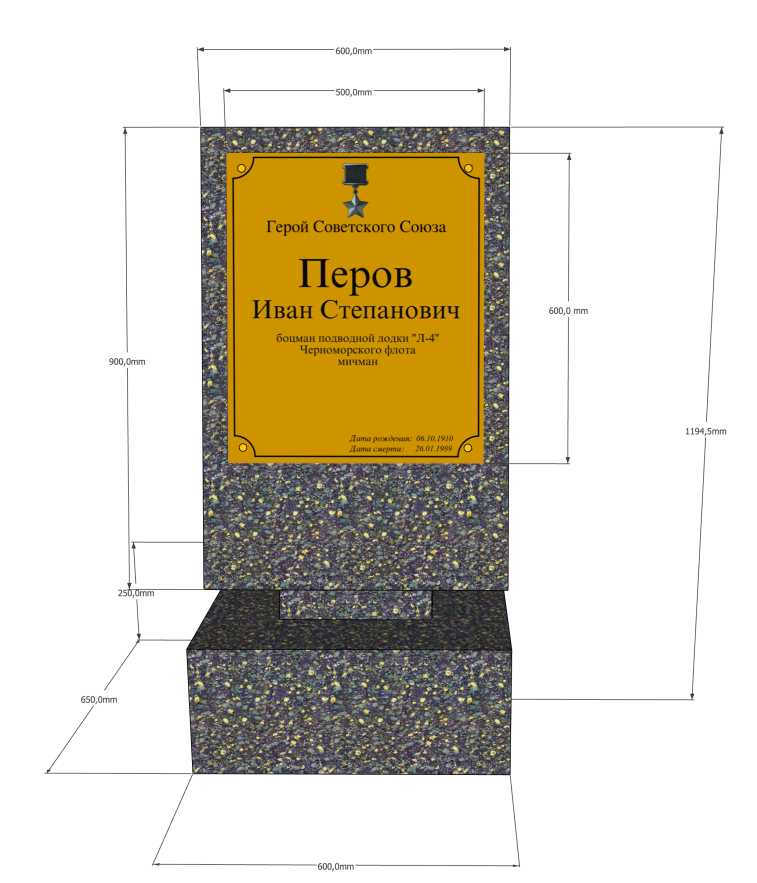 600,0mm
500,0mm
Герой Советского Союза
Перов
Иван Степанович
600,0 mm
боцман подводной лодки "Л-4"
Черноморского флота
мичман
900,0mm
1194,5mm
Дата рождения: 06.10.1910
Дата смерти: 26.01.1989
250,0mm
650,0mm
600,0mm